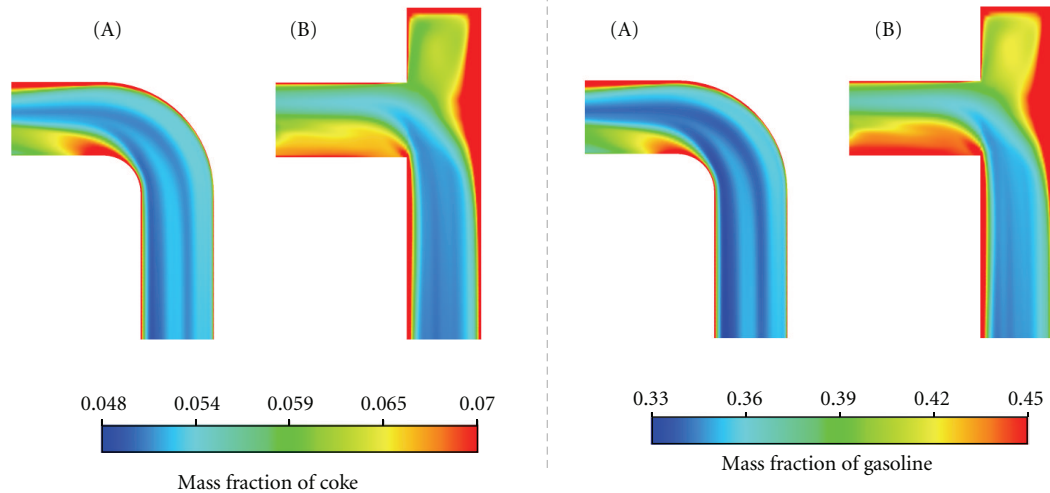 (A)
(B)
0.048 0.054 0.059 0.065 0.07
Mass fraction of coke
(A)
(B)
0.33 0.36 0.39 0.42 0.45
Mass fraction of gasoline